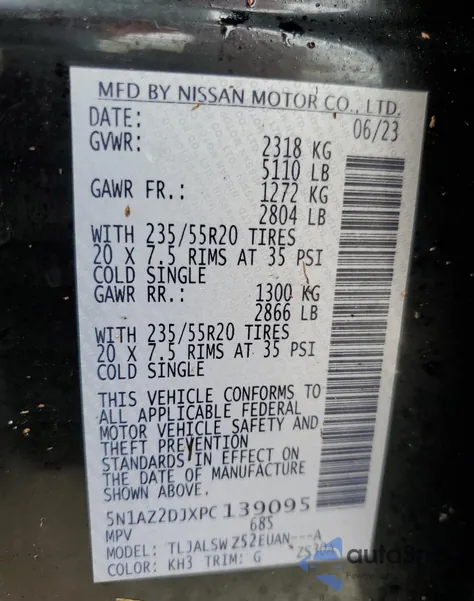 MFD BY NISSAN MOTOR CO., LTD.
DATE: 06/23
GVWR: 2318 KG
5110 LB
GAWR FR.: 1272 KG
2804 LB
WITH 235/55R20 TIRES
20 X 7.5 RIMS AT 35 PSI
COLD SINGLE
GAWR RR.: 1300 KG
2866 LB
WITH 235/55R20 TIRES
20 X 7.5 RIMS AT 35 PSI
COLD SINGLE
THIS VEHICLE CONFORMS TO
ALL APPLICABLE FEDERAL
MOTOR VEHICLE SAFETY AND
THEFT PREVENTION
STANDARDS IN EFFECT ON
THE DATE OF MANUFACTURE
SHOWN ABOVE.
5N1AZ2DJXPC139095
MPV 685
MODEL: TLJALSWZ52EUAN---A
COLOR: KH3 TRIM: G